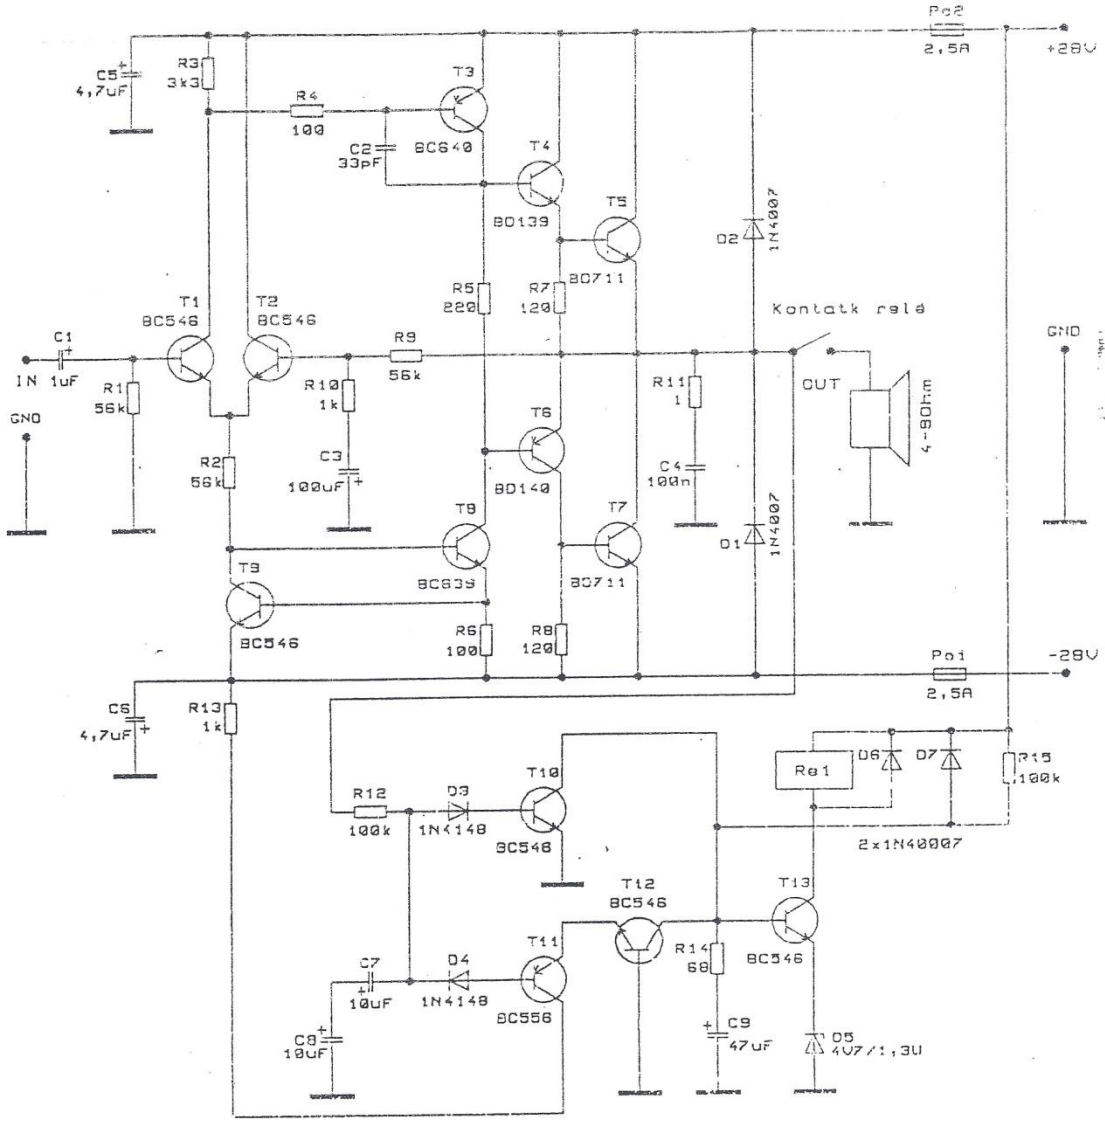 Po2
2,5A
+28V
C5
4,7uF
+
R3
3k3
T3
R4
100
BC640
C2
33pF
T4
BD139
T5
BD711
D2
1N4007
R5
220
R7
120
T1
BC546
T2
BC546
C1
+
IN
1uF
R9
56k
Kontatk relé
GND
R1
56k
R10
1k
R11
1
OUT
4-8Ohm
GND
T6
R2
56k
C3
100uF
+
BD140
C4
100n
T8
BC639
T7
BD711
D1
1N4007
T9
BC546
R6
100
R8
120
Po1
2,5A
-28V
C6
4,7uF
+
R13
1k
T10
D3
1N4148
R12
100k
BC546
Re1
D6
D7
R15
100k
2x1N40007
T12
BC546
T13
BC546
T11
D4
1N4148
C7
+
10uF
BC556
R14
68
C8
10uF
+
+
C9
47uF
D5
4V7/1,3W